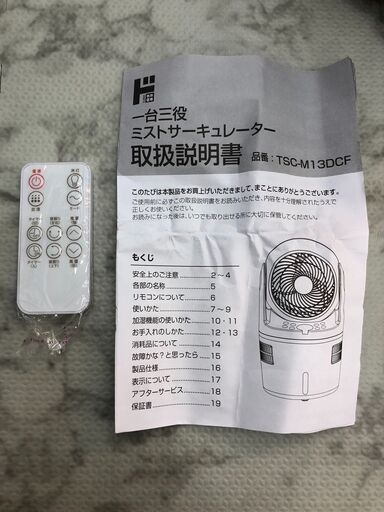 ド
一台三役
ミストサーキュレーター
取扱説明書 品番：TSC-M13DCF
このたびは本製品をお買上げいただきまして、まことにありがとうございます。
ご使用前に必ずこの取扱説明書をお読みいただき、内容を十分理解されたうえで
正しくお使いください。
お読みになった後は、いつでも取り出せる所に大切に保管してください。
もくじ
安全上のご注意 2~4
各部の名称 5
リモコンについて 6
使いかた 7~9
加湿機能の使いかた 10・11
お手入れのしかた 12・13
消耗品について 14
故障かな？と思ったら 15
製品仕様 16
表示について 17
アフターサービス 18
保証書 19
電源